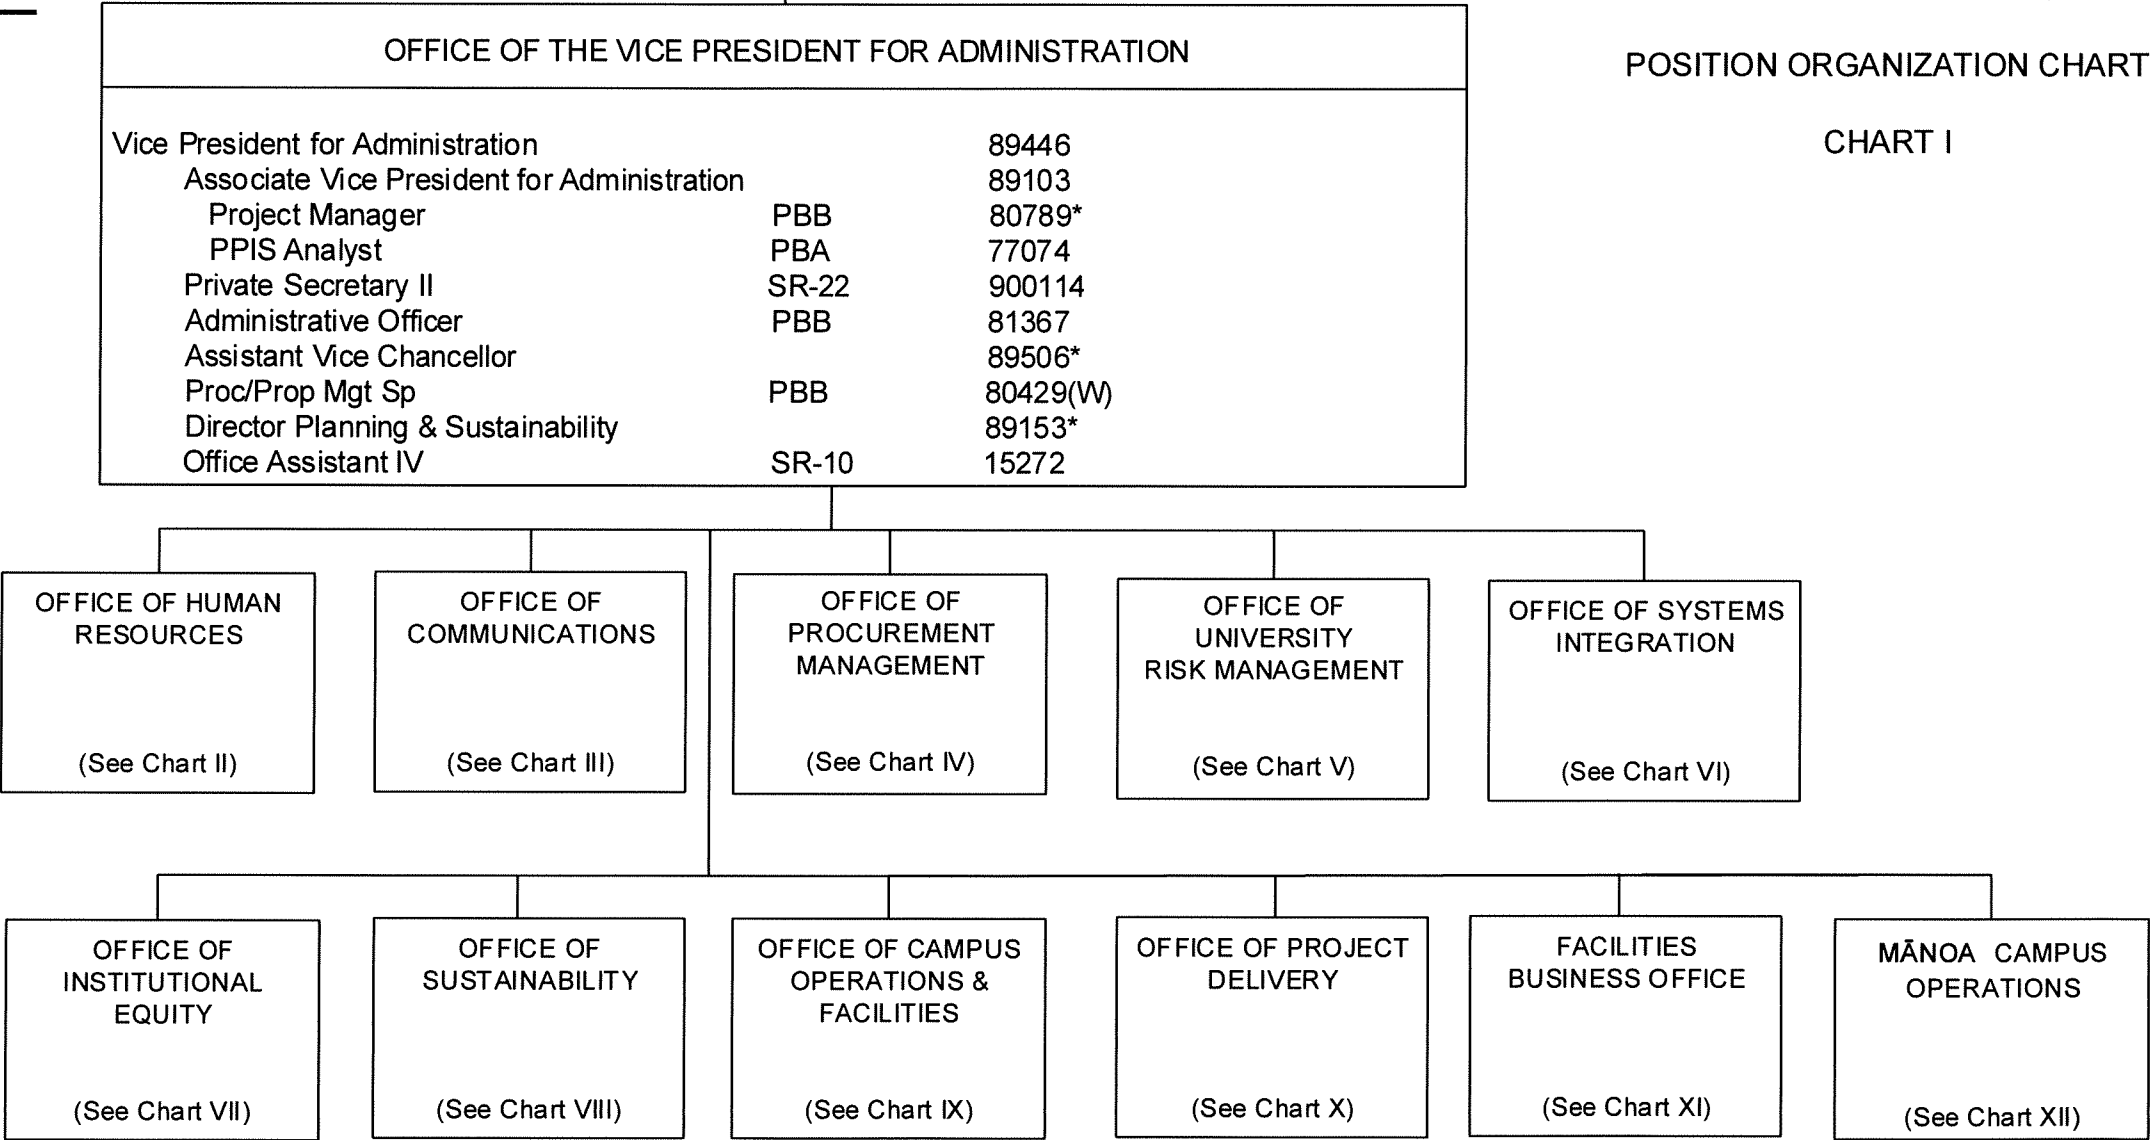 OFFICE OF THE VICE PRESIDENT FOR ADMINISTRATION
POSITION ORGANIZATION CHART
CHART I
Vice President for Administration 89446
Associate Vice President for Administration 89103
Project Manager PBB 80789*
PPIS Analyst PBA 77074
Private Secretary II SR-22 900114
Administrative Officer PBB 81367
Assistant Vice Chancellor 89506*
Proc/Prop Mgt Sp PBB 80429(W)
Director Planning & Sustainability 89153*
Office Assistant IV SR-10 15272
OFFICE OF HUMAN
RESOURCES
(See Chart II)
OFFICE OF
COMMUNICATIONS
(See Chart III)
OFFICE OF
PROCUREMENT
MANAGEMENT
(See Chart IV)
OFFICE OF
UNIVERSITY
RISK MANAGEMENT
(See Chart V)
OFFICE OF SYSTEMS
INTEGRATION
(See Chart VI)
OFFICE OF
INSTITUTIONAL
EQUITY
(See Chart VII)
OFFICE OF
SUSTAINABILITY
(See Chart VIII)
OFFICE OF CAMPUS
OPERATIONS &
FACILITIES
(See Chart IX)
OFFICE OF PROJECT
DELIVERY
(See Chart X)
FACILITIES
BUSINESS OFFICE
(See Chart XI)
MĀNOA CAMPUS
OPERATIONS
(See Chart XII)